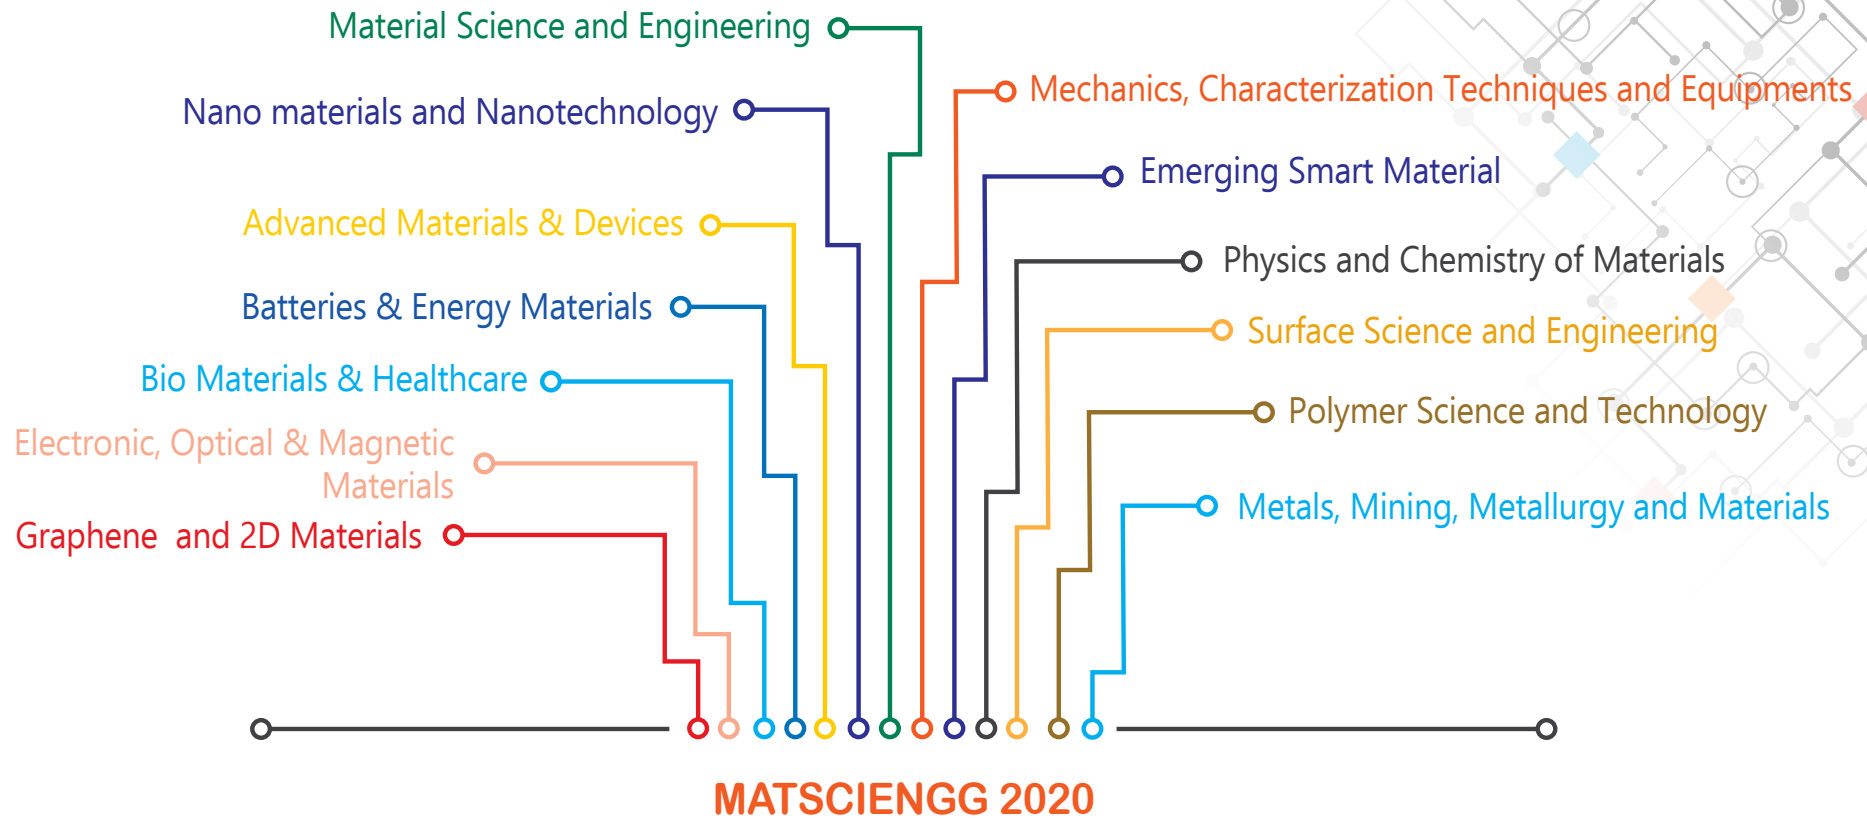 Material Science and Engineering
Nano materials and Nanotechnology
Advanced Materials & Devices
Batteries & Energy Materials
Bio Materials & Healthcare
Electronic, Optical & Magnetic
Materials
Graphene and 2D Materials
Mechanics, Characterization Techniques and Equipments
Emerging Smart Material
Physics and Chemistry of Materials
Surface Science and Engineering
Polymer Science and Technology
Metals, Mining, Metallurgy and Materials
MATSCIENGG 2020